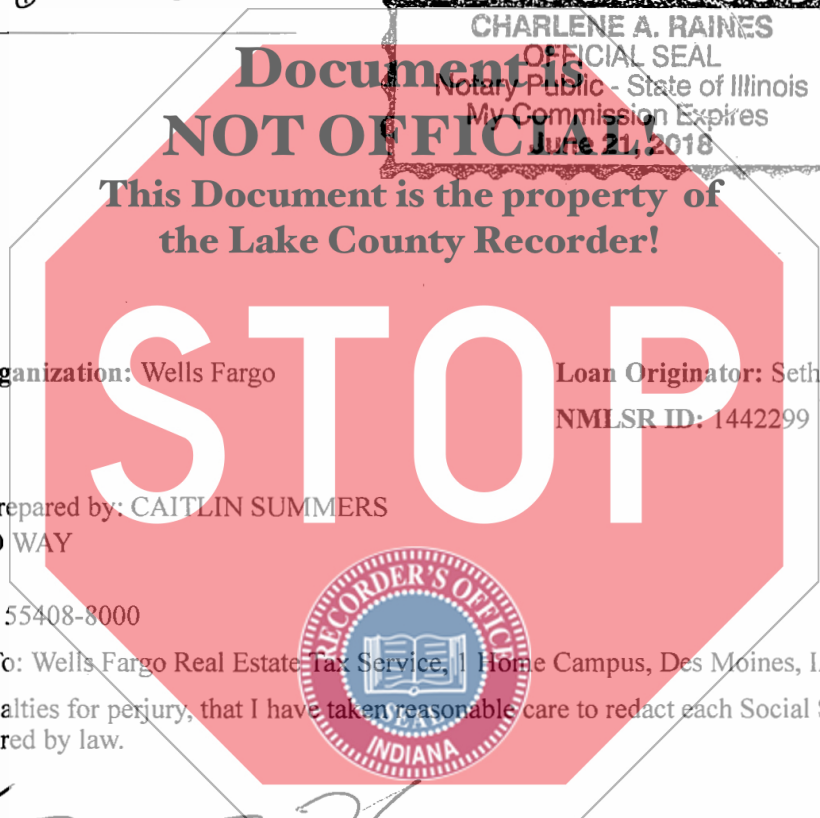 CHARLENE A. RAINES
OFFICIAL SEAL
Notary Public - State of Illinois
My Commission Expires
June 21, 2018
Document is
NOT OFFICIAL!
This Document is the property of
the Lake County Recorder!
STOP
ganization: Wells Fargo
Loan Originator: Seth
NMLSR ID: 1442299
repared by: CAITLIN SUMMERS
WAY
55408-8000
o: Wells Fargo Real Estate Tax Service, 1 Home Campus, Des Moines, I
alties for perjury, that I have taken reasonable care to redact each Social S
red by law.
RECORDER'S OFFICE
SEAL
INDIANA